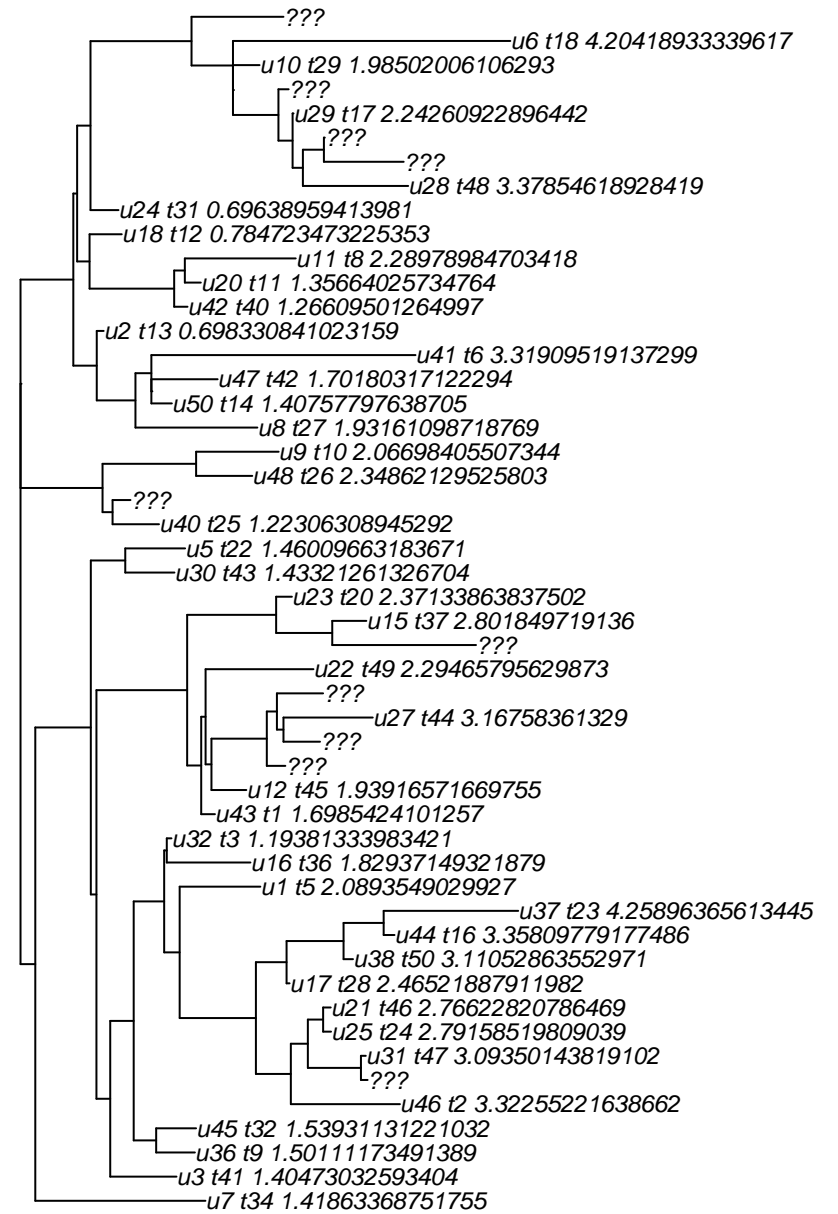 ???
u6 t18 4.20418933339617
u10 t29 1.98502006106293
???
u29 t17 2.24260922896442
???
???
u28 t48 3.37854618928419
u24 t31 0.69638959413981
u18 t12 0.784723473225353
u11 t8 2.28978984703418
u20 t11 1.35664025734764
u42 t40 1.26609501264997
u2 t13 0.698330841023159
u41 t6 3.31909519137299
u47 t42 1.70180317122294
u50 t14 1.40757797638705
u8 t27 1.93161098718769
u9 t10 2.06698405507344
u48 t26 2.34862129525803
???
u40 t25 1.22306308945292
u5 t22 1.46009663183671
u30 t43 1.43321261326704
u23 t20 2.37133863837502
u15 t37 2.801849719136
???
u22 t49 2.29465795629873
???
u27 t44 3.16758361329
???
???
u12 t45 1.93916571669755
u43 t1 1.6985424101257
u32 t3 1.19381333983421
u16 t36 1.82937149321879
u1 t5 2.0893549029927
u37 t23 4.25896365613445
u44 t16 3.35809779177486
u38 t50 3.11052863552971
u17 t28 2.46521887911982
u21 t46 2.76622820786469
u25 t24 2.79158519809039
u31 t47 3.09350143819102
???
u46 t2 3.32255221638662
u45 t32 1.53931131221032
u36 t9 1.50111173491389
u3 t41 1.40473032593404
u7 t34 1.41863368751755